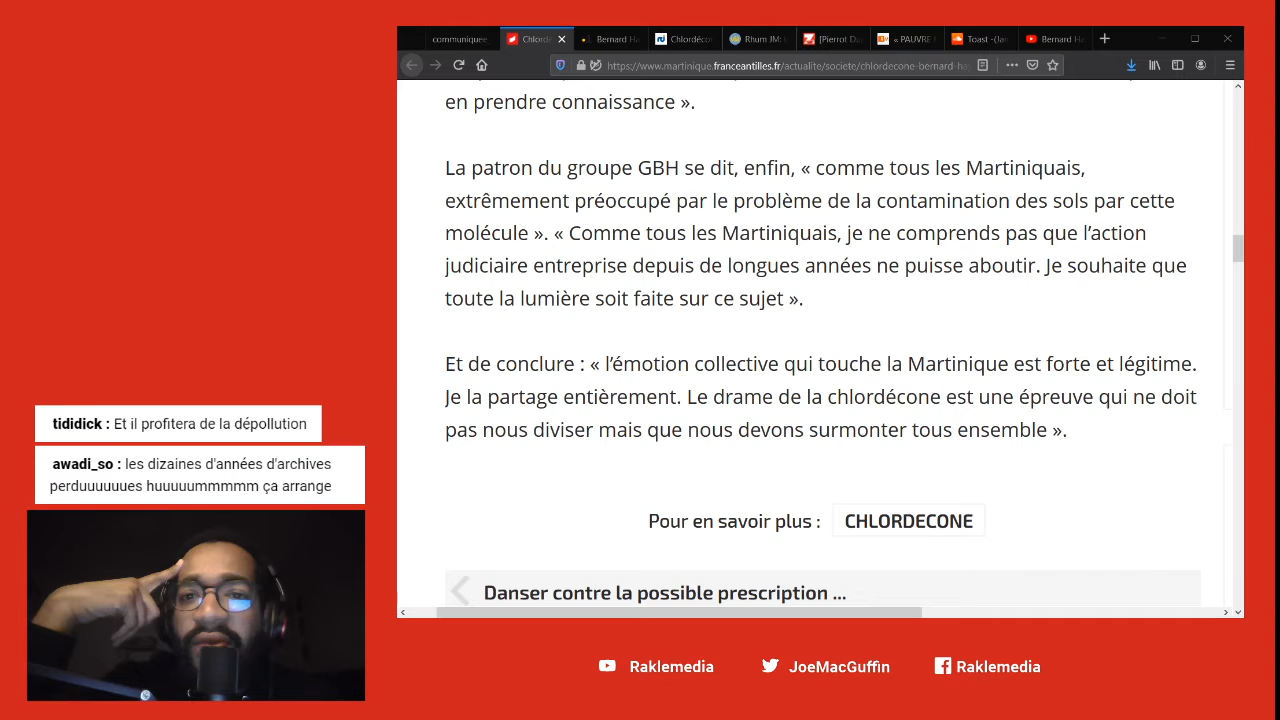 communiquee
Chlord
Bernard Ha
Chlordéco
Rhum JM:
[Pierrot Da
« PAUVRE
Toast -(Jan
Bernard Ha
https://www.martinique.franceantilles.fr/actualite/societe/chlordecone-bernard-ha
en prendre connaissance ».
La patron du groupe GBH se dit, enfin, « comme tous les Martiniquais,
extrêmement préoccupé par le problème de la contamination des sols par cette
molécule ». « Comme tous les Martiniquais, je ne comprends pas que l’action
judiciaire entreprise depuis de longues années ne puisse aboutir. Je souhaite que
toute la lumière soit faite sur ce sujet ».
Et de conclure : « l’émotion collective qui touche la Martinique est forte et légitime.
Je la partage entièrement. Le drame de la chlordécone est une épreuve qui ne doit
pas nous diviser mais que nous devons surmonter tous ensemble ».
Pour en savoir plus : CHLORDECONE
Danser contre la possible prescription ...
tididick : Et il profitera de la dépollution
awadi_so : les dizaines d'années d'archives
perduuuuuues huuuuummmmm ça arrange
Raklemedia
JoeMacGuffin
Raklemedia